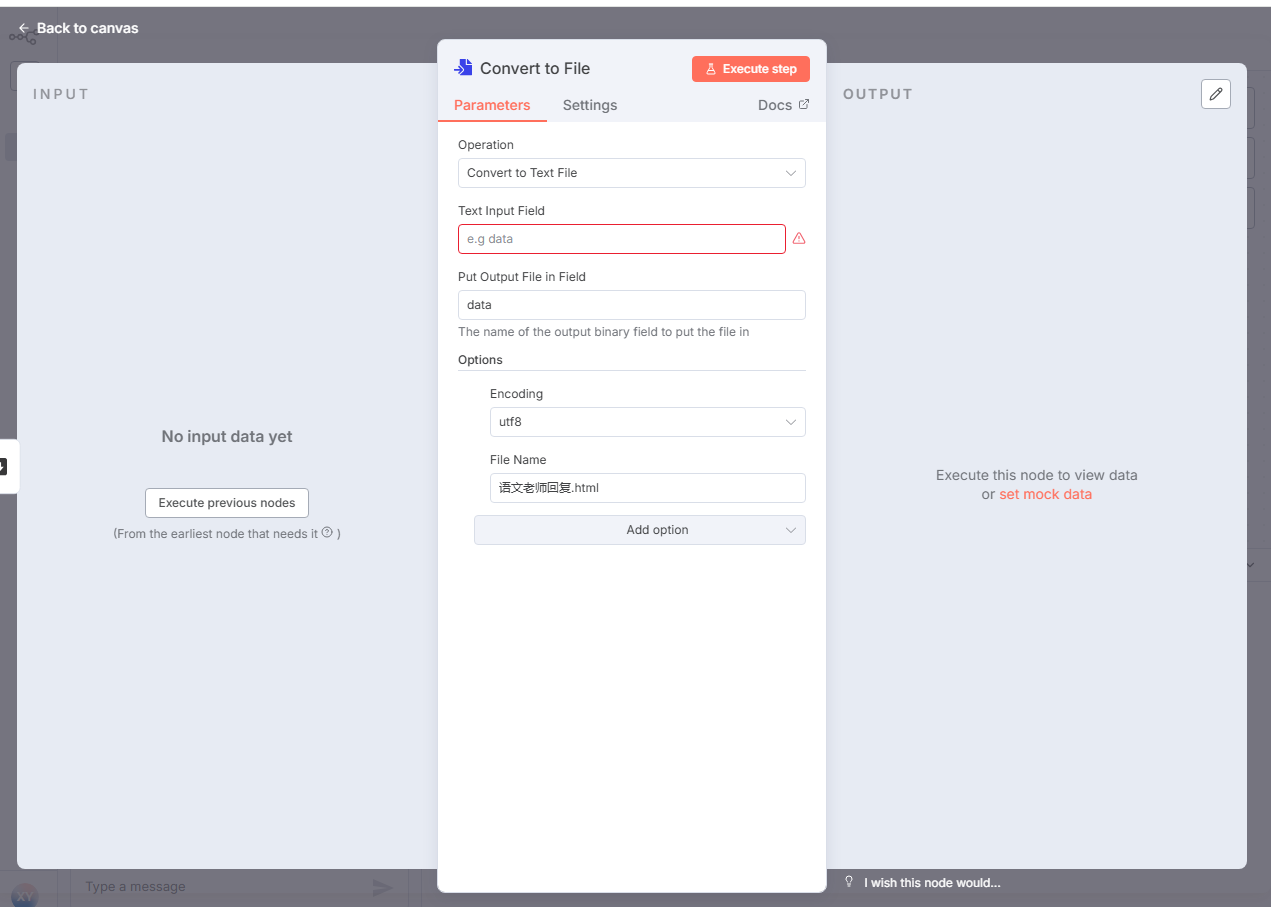 Back to canvas
Convert to File
Execute step
INPUT
Parameters
Settings
Docs
OUTPUT
Operation
Convert to Text File
Text Input Field
e.g data
Put Output File in Field
data
The name of the output binary field to put the file in
Options
Encoding
utf8
File Name
语文老师回复.html
Add option
No input data yet
Execute previous nodes
(From the earliest node that needs it )
Execute this node to view data
or set mock data
XY
Type a message
I wish this node would...